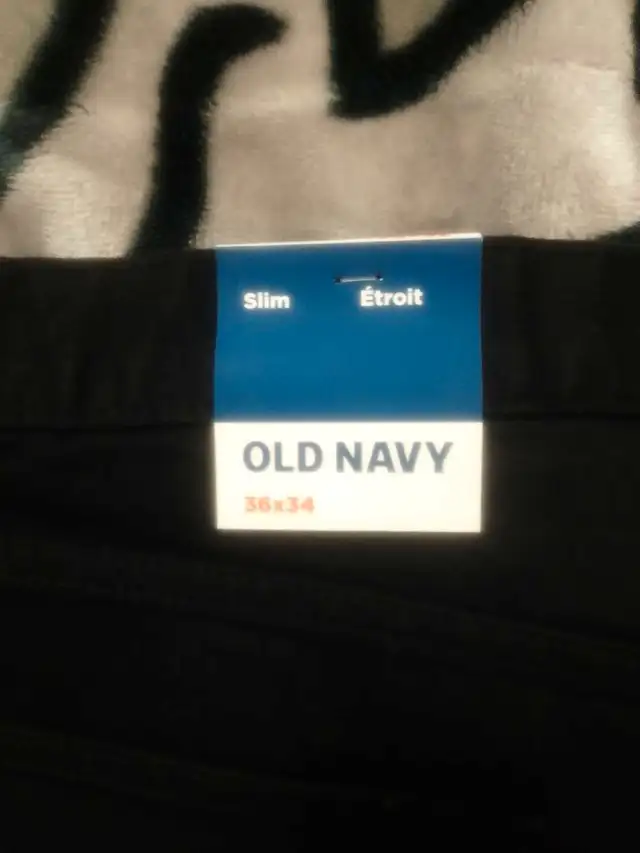 Slim Étroit
OLD NAVY
36x34